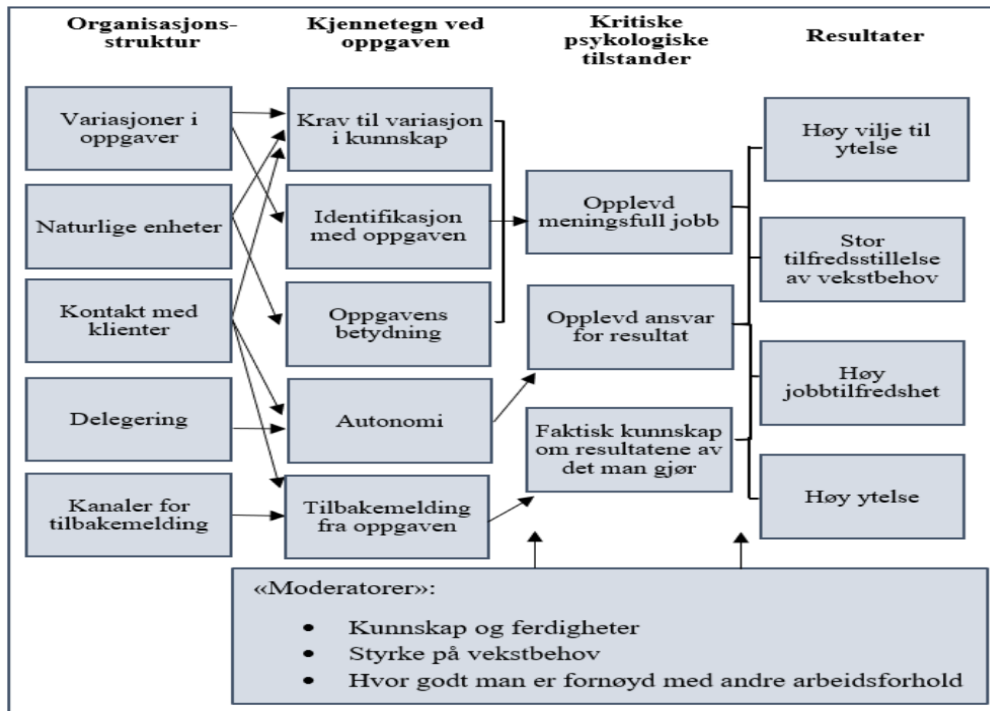 Organisasjons-
struktur
Kjennetegn ved
oppgaven
Kritiske
psykologiske
tilstander
Resultater
Variasjoner i
oppgaver
Naturlige enheter
Kontakt med
klienter
Delegering
Kanaler for
tilbakemelding
Krav til variasjon
i kunnskap
Identifikasjon
med oppgaven
Oppgavens
betydning
Autonomi
Tilbakemelding
fra oppgaven
Opplevd
meningsfull jobb
Opplevd ansvar
for resultat
Faktisk kunnskap
om resultatene av
det man gjør
Høy vilje til
ytelse
Stor
tilfredsstillelse
av vekstbehov
Høy
jobbtilfredshet
Høy ytelse
«Moderatorer»:
• Kunnskap og ferdigheter
• Styrke på vekstbehov
• Hvor godt man er fornøyd med andre arbeidsforhold